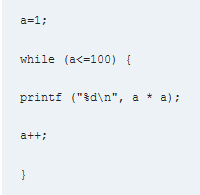 a=1;
while (a<=100) {
printf ("%d\n", a * a);
a++;
}